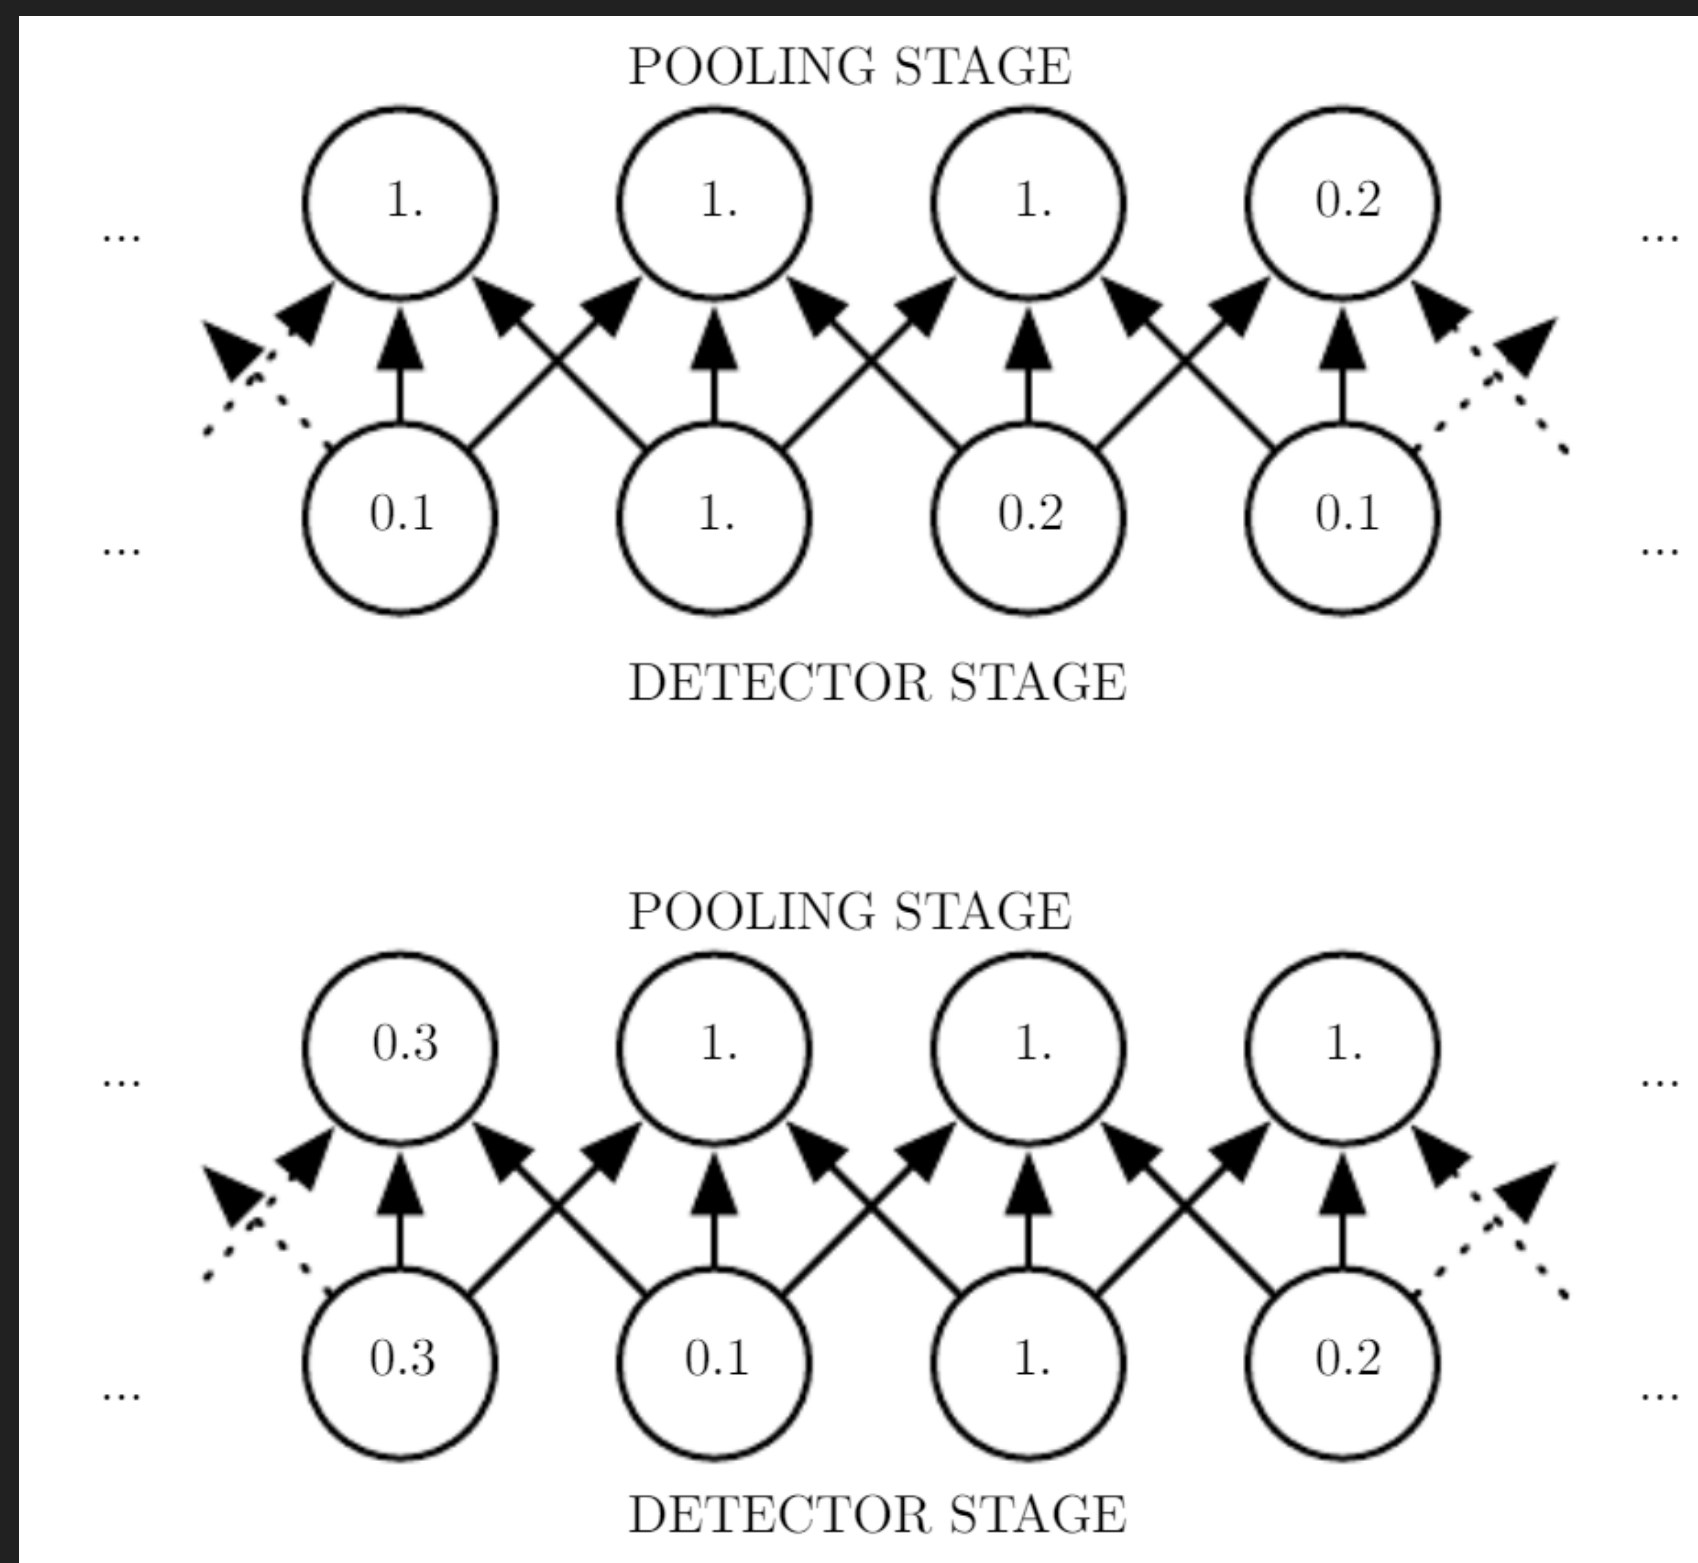 POOLING STAGE
... 1. 1. 1. 0.2 ...
... 0.1 1. 0.2 0.1 ...
DETECTOR STAGE
POOLING STAGE
... 0.3 1. 1. 1. ...
... 0.3 0.1 1. 0.2 ...
DETECTOR STAGE